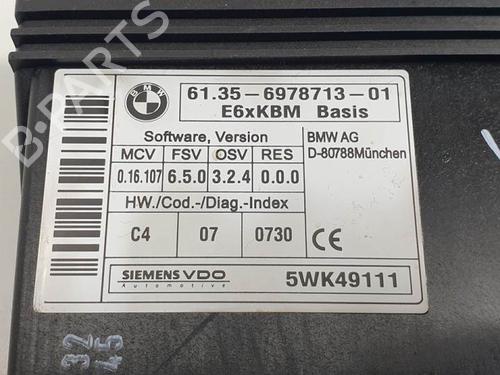 BMW
61.35-6978713-01
E6xKBM Basis
Software, Version
BMW AG
MCV FSV OSV RES
D-80788München
0.16.107 6.5.0 3.2.4 0.0.0
HW./Cod.-/Diag.-Index
C4 07 0730 CE
SIEMENS VDO
Automotive
5WK49111
32
45
B-PARTS